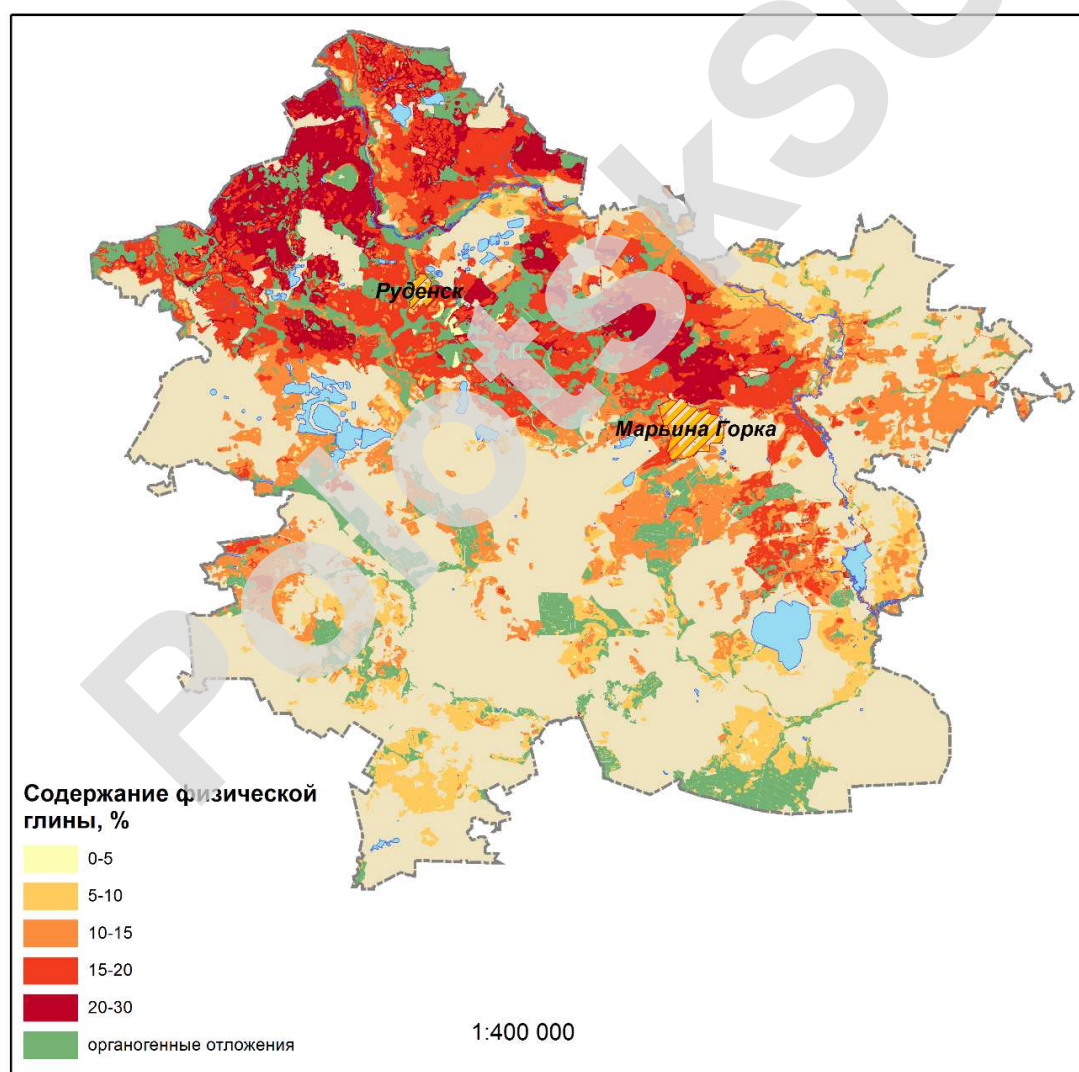 Polotsksu
Руденск
Марьина Горка
Содержание физической
глины, %
0-5
5-10
10-15
15-20
20-30
органогенные отложения
1:400 000